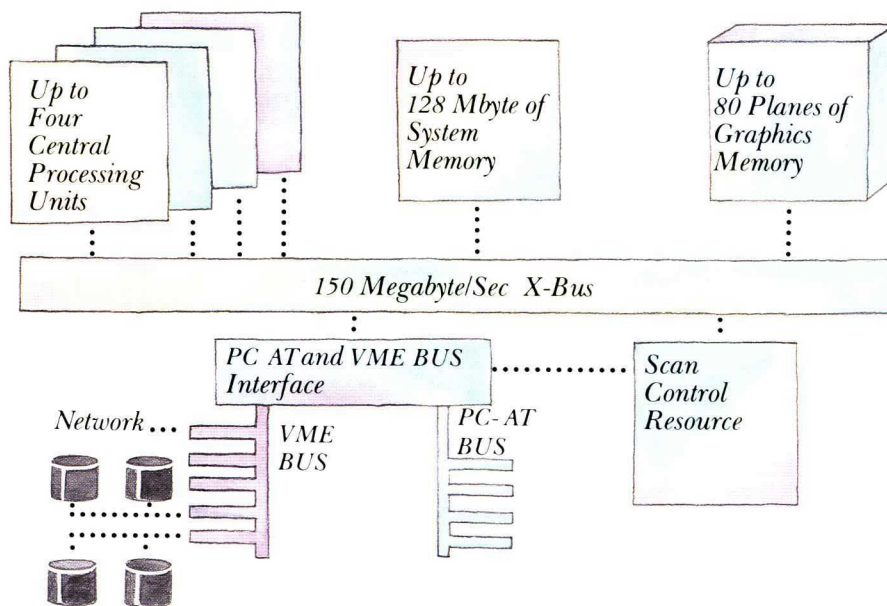 Up to
Four
Central
Processing
Units
Up to
128 Mbyte of
System
Memory
Up to
80 Planes of
Graphics
Memory
150 Megabyte/Sec X-Bus
PC AT and VME BUS
Interface
Scan
Control
Resource
Network
VME
BUS
PC-AT
BUS